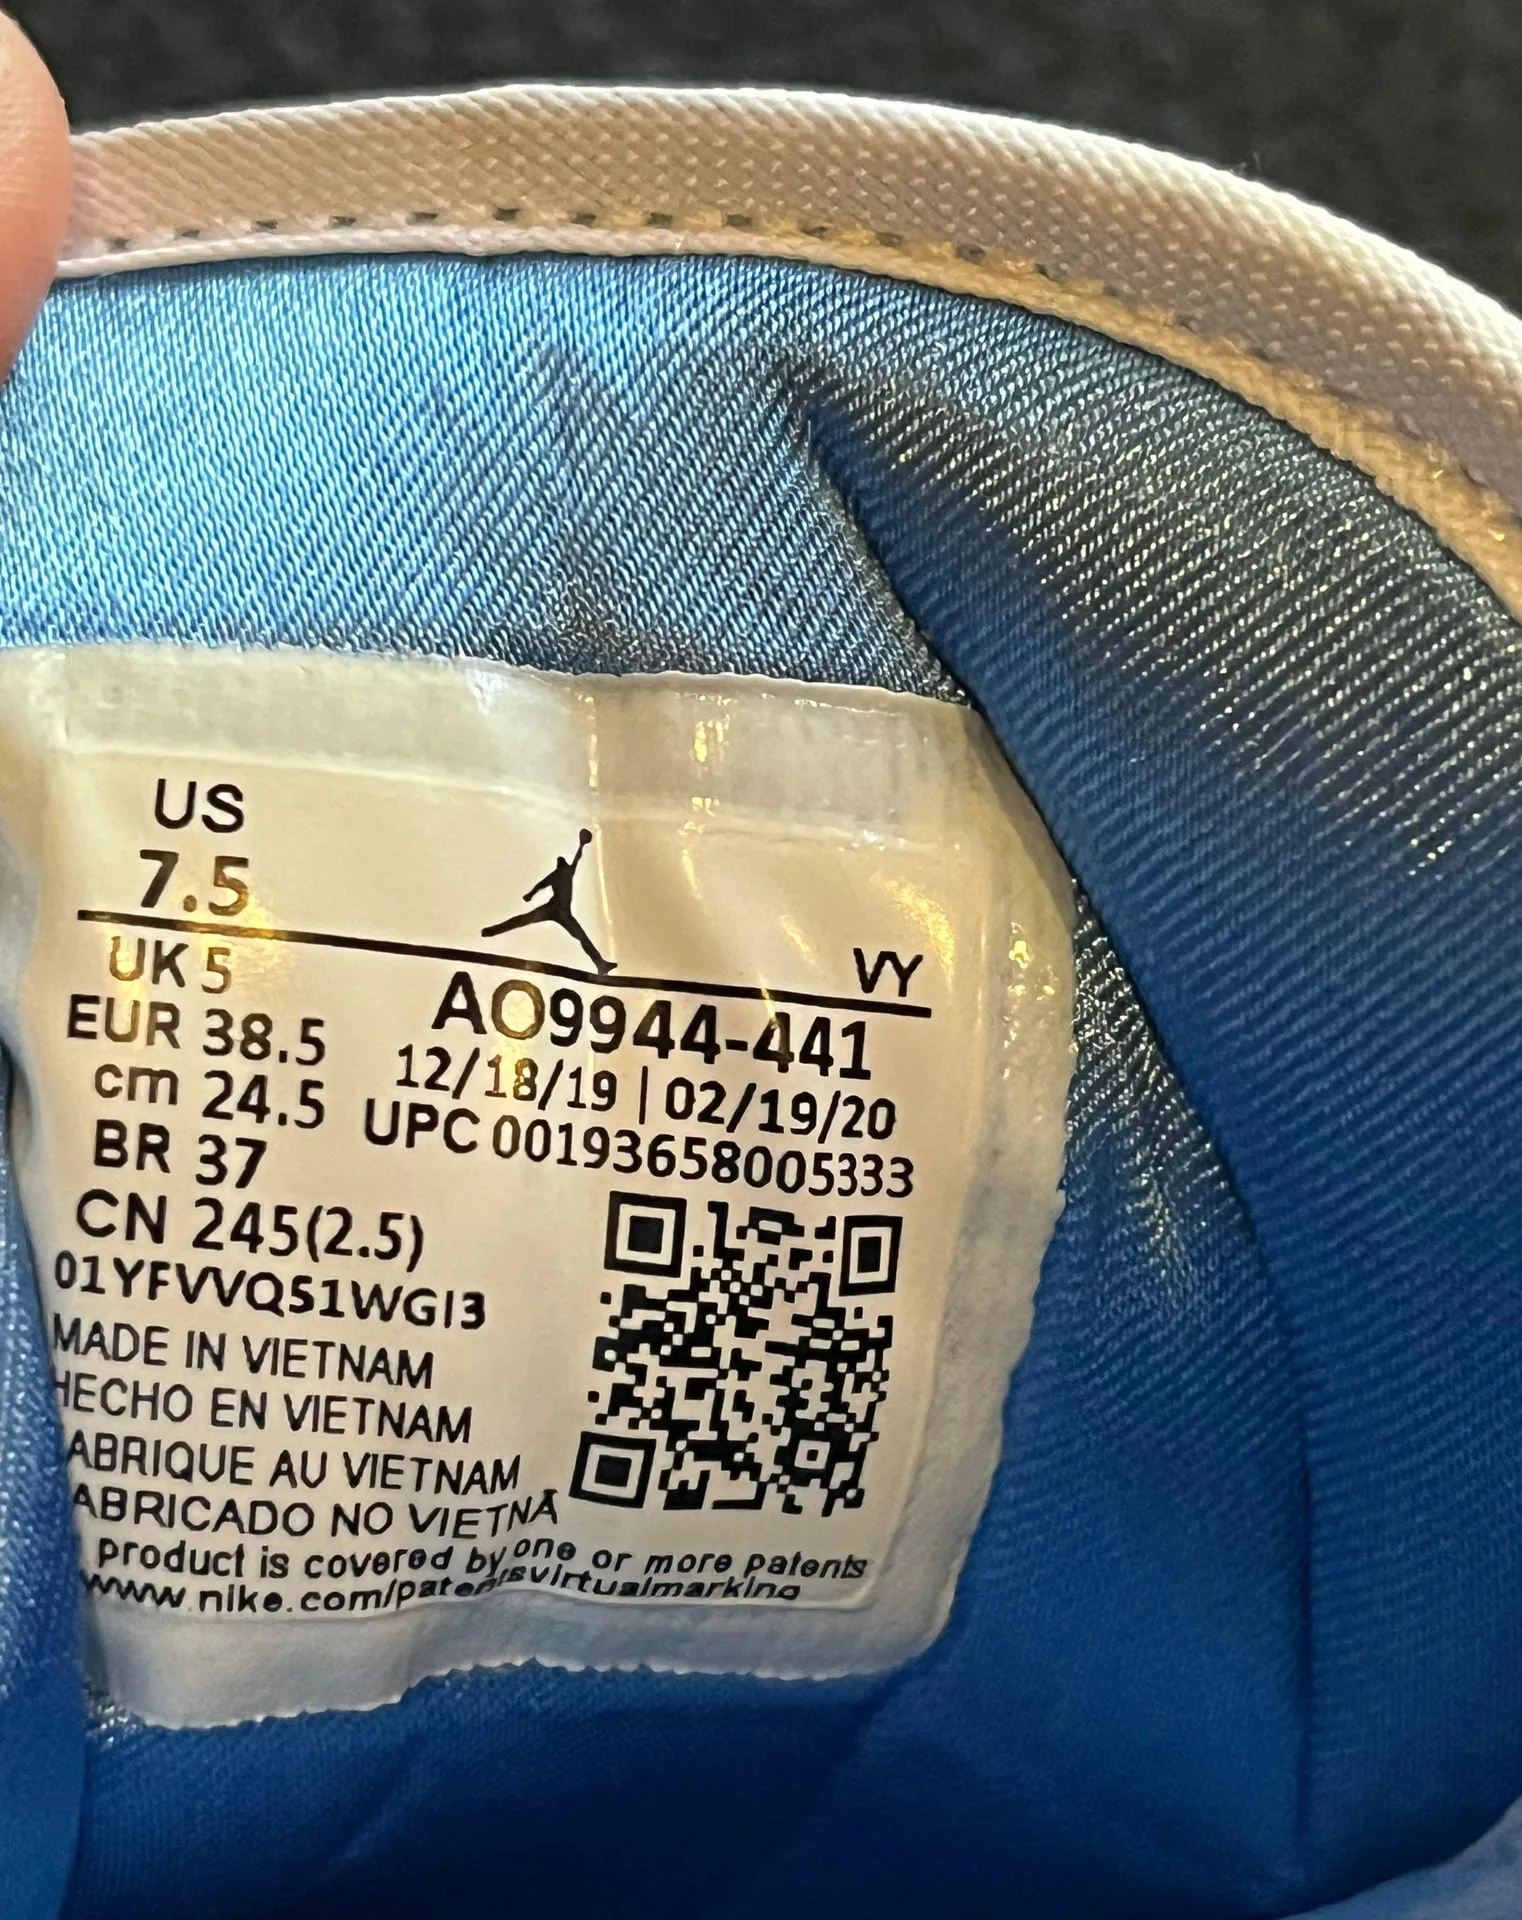 US
7.5
VY
UK 5
AO9944-441
EUR 38.5
12/18/19 | 02/19/20
cm 24.5
UPC 00193658005333
BR 37
CN 245(2.5)
01YFVVQS1WGI3
MADE IN VIETNAM
HECHO EN VIETNAM
ABRIQUE AU VIETNAM
ABRICADO NO VIETNA
product is covered by one or more patents
www.nike.com/patentsvirtualmarking